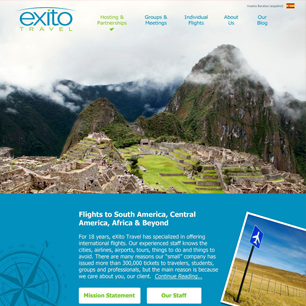 exito
TRAVEL
Hosting &
Partnerships
Groups &
Meetings
Individual
Flights
About
Us
Our
Blog
Flights to South America, Central
America, Africa & Beyond
For 18 years, eXito Travel has specialized in offering
international flights. Our experienced staff knows the
cities, airlines, airports, tours, things to do and things to
avoid. There are many reasons our "small" company has
issued more than 300,000 tickets to travelers, students,
groups and professionals, but the main reason is because
we care about you, our client. Continue Reading...
Mission Statement
Our Staff